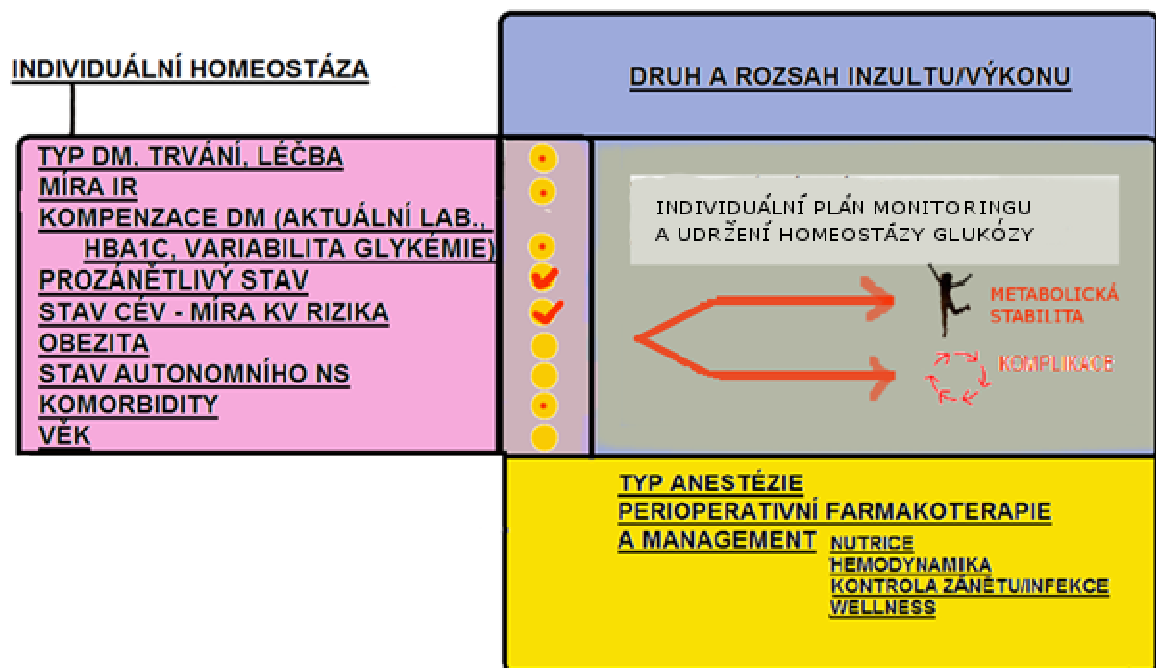 INDIVIDUÁLNÍ HOMEOSTÁZA
DRUH A ROZSAH INZULTU/VÝKONU
TYP DM. TRVÁNÍ, LÉČBA
MÍRA IR
KOMPENZACE DM (AKTUÁLNÍ LAB.,
HBA1C, VARIABILITA GLYKÉMIE)
PROZÁNĚTLIVÝ STAV
STAV CÉV - MÍRA KV RIZIKA
OBEZITA
STAV AUTONOMNÍHO NS
KOMORBIDITY
VĚK
INDIVIDUÁLNÍ PLÁN MONITORINGU
A UDRŽENÍ HOMEOSTÁZY GLUKÓZY
METABOLICKÁ
STABILITA
KOMPLIKACE
TYP ANESTÉZIE
PERIOPERATIVNÍ FARMAKOTERAPIE
A MANAGEMENT NUTRICE
HEMODYNAMIKA
KONTROLA ZÁNĚTU/INFEKCE
WELLNESS